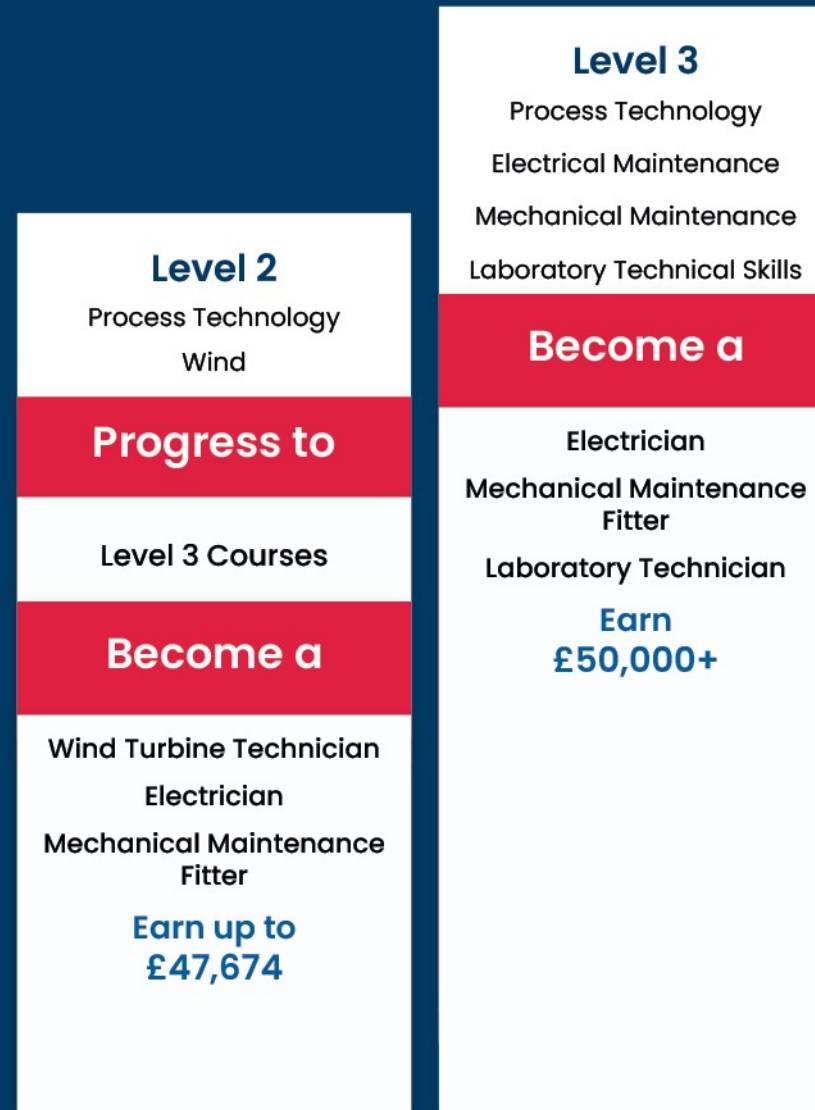 Level 2
Process Technology
Wind
Progress to
Level 3 Courses
Become a
Wind Turbine Technician
Electrician
Mechanical Maintenance
Fitter
Earn up to
£47,674
Level 3
Process Technology
Electrical Maintenance
Mechanical Maintenance
Laboratory Technical Skills
Become a
Electrician
Mechanical Maintenance
Fitter
Laboratory Technician
Earn
£50,000+